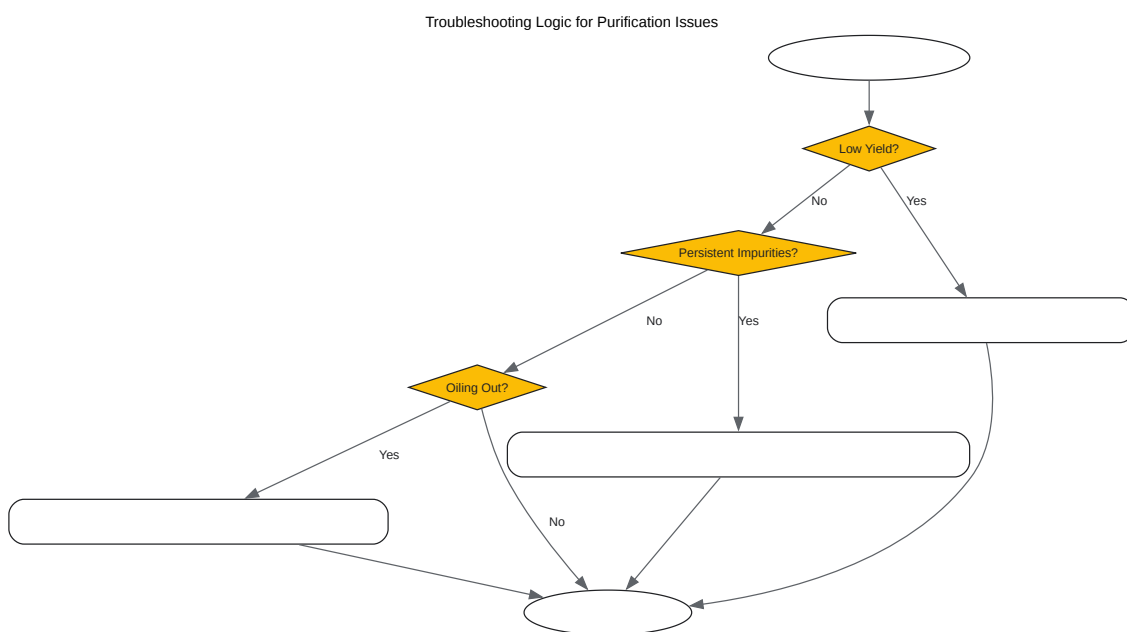 Troubleshooting Logic for Purification Issues
Low Yield?
No
Yes
Persistent Impurities?
No
Yes
Oiling Out?
Yes
No